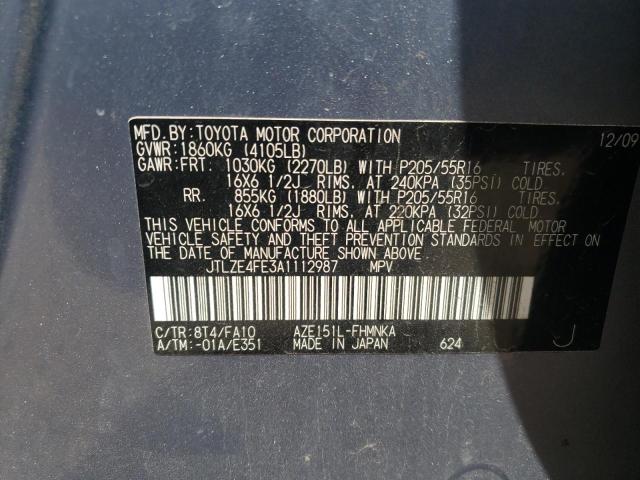 MFD. BY: TOYOTA MOTOR CORPORATION 12/09
GVWR: 1860KG (4105LB)
GAWR: FRT. 1030KG (2270LB) WITH P205/55R16 TIRES.
16X6 1/2J RIMS. AT 240KPA (35PSI) COLD
RR. 855KG (1880LB) WITH P205/55R16 TIRES.
16X6 1/2J RIMS. AT 220KPA (32PSI) COLD
THIS VEHICLE CONFORMS TO ALL APPLICABLE FEDERAL MOTOR
VEHICLE SAFETY AND THEFT PREVENTION STANDARDS IN EFFECT ON
THE DATE OF MANUFACTURE SHOWN ABOVE.
JTLZE4FE3A1112987 MPV
C/TR: 8T4/FA10 AZE151L-FHMNKA
A/TM: -01A/E351 MADE IN JAPAN 624 J